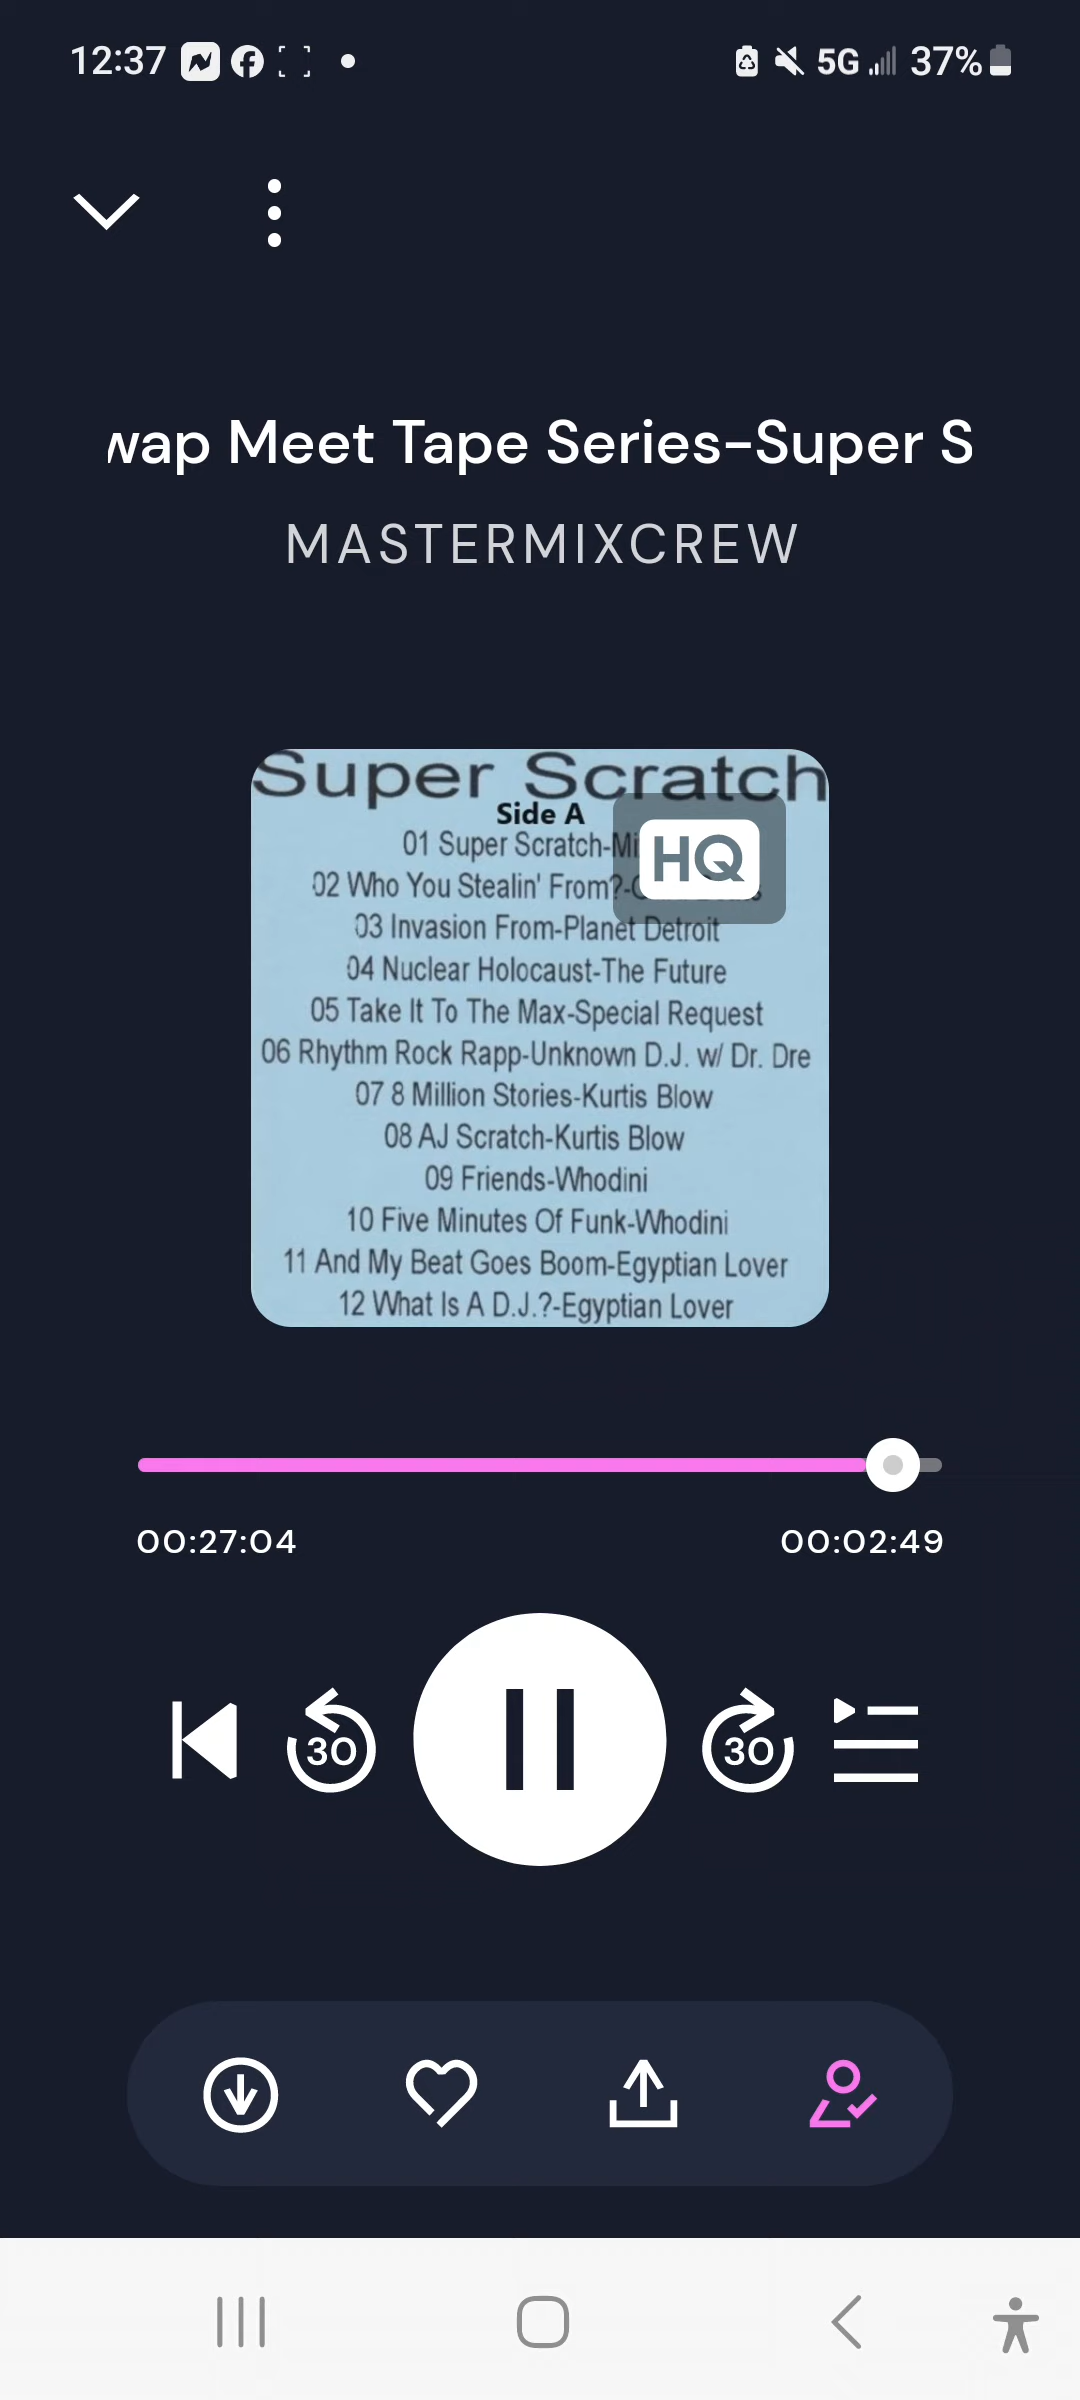 12:37
5G 37%
wap Meet Tape Series-Super S
MASTERMIXCREW
Super Scratch
Side A
HQ
01 Super Scratch-Mi
02 Who You Stealin' From?-
03 Invasion From-Planet Detroit
04 Nuclear Holocaust-The Future
05 Take It To The Max-Special Request
06 Rhythm Rock Rapp-Unknown D.J. w/ Dr. Dre
07 8 Million Stories-Kurtis Blow
08 AJ Scratch-Kurtis Blow
09 Friends-Whodini
10 Five Minutes Of Funk-Whodini
11 And My Beat Goes Boom-Egyptian Lover
12 What Is A D.J.?-Egyptian Lover
00:27:04 00:02:49
30 30